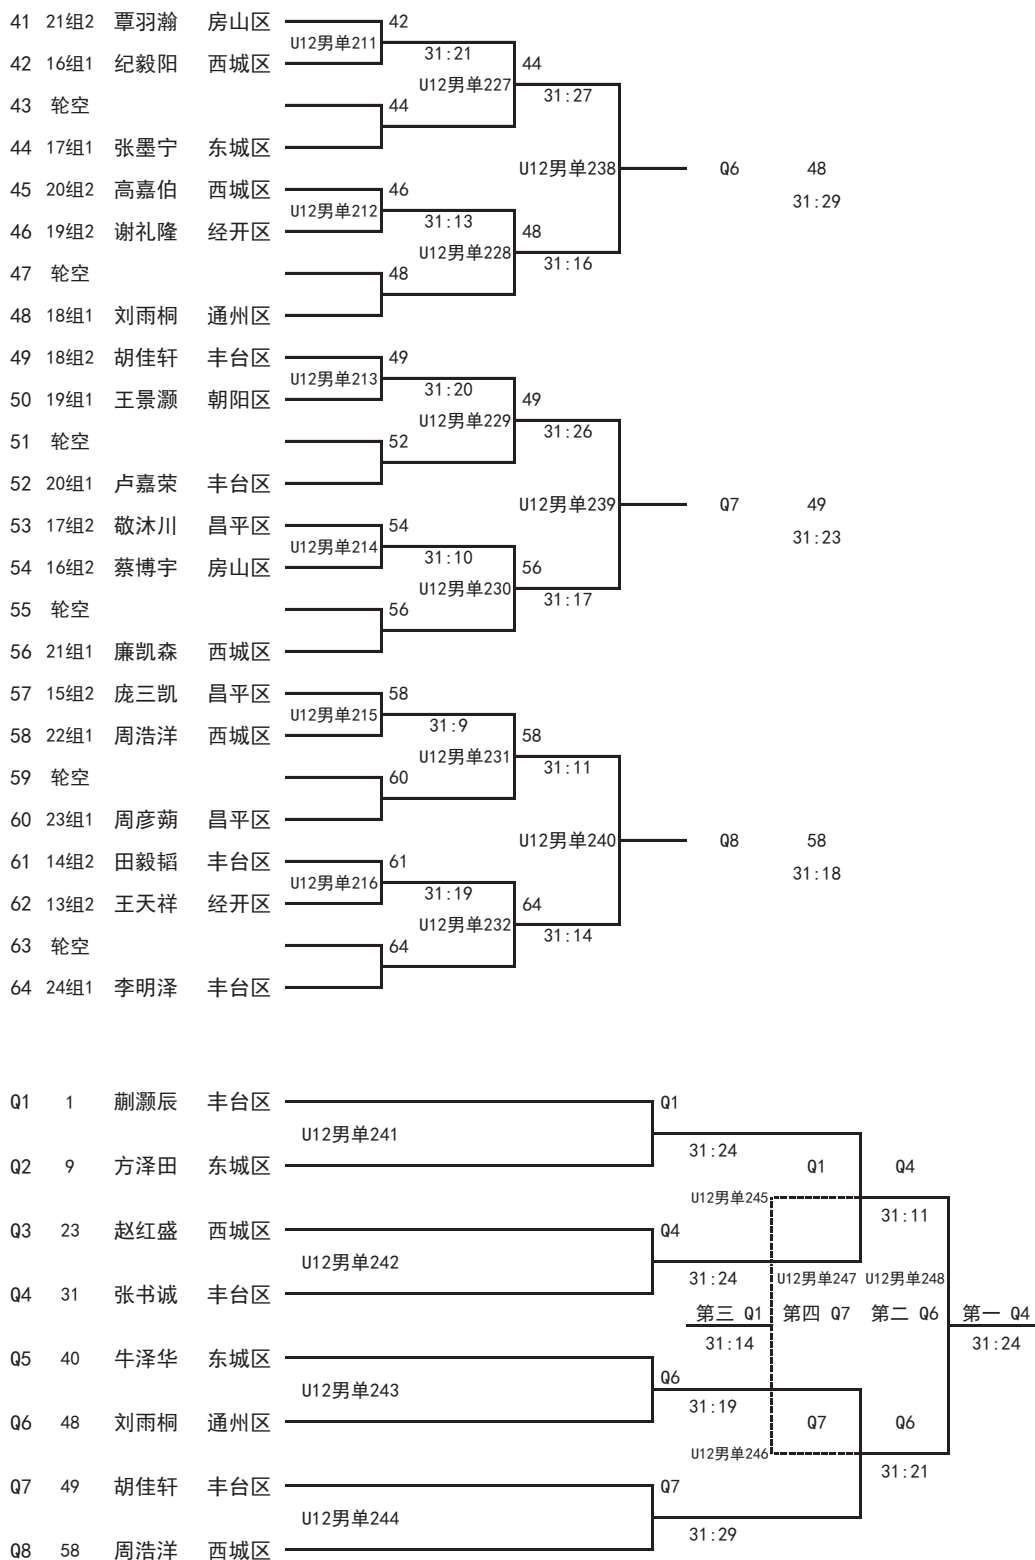 41 21组2 覃羽瀚 房山区 42
U12男单211
31:21
42 16组1 纪毅阳 西城区 44
U12男单227
31:27
43 轮空 44
44 17组1 张墨宁 东城区
U12男单238 Q6 48
45 20组2 高嘉伯 西城区 46
31:29
U12男单212
31:13
46 19组2 谢礼隆 经开区 48
U12男单228
31:16
47 轮空 48
48 18组1 刘雨桐 通州区
49 18组2 胡佳轩 丰台区 49
U12男单213
31:20
50 19组1 王景灏 朝阳区 49
U12男单229
31:26
51 轮空 52
52 20组1 卢嘉荣 丰台区
U12男单239 Q7 49
53 17组2 敬沐川 昌平区 54
31:23
U12男单214
31:10
54 16组2 蔡博宇 房山区 56
U12男单230
31:17
55 轮空 56
56 21组1 廉凯森 西城区
57 15组2 庞三凯 昌平区 58
U12男单215
31:9
58 22组1 周浩洋 西城区 58
U12男单231
31:11
59 轮空 60
60 23组1 周彦蒴 昌平区
U12男单240 Q8 58
61 14组2 田毅韬 丰台区 61
31:18
U12男单216
31:19
62 13组2 王天祥 经开区 64
U12男单232
31:14
63 轮空 64
64 24组1 李明泽 丰台区
Q1 1 蒯灏辰 丰台区 Q1
U12男单241
31:24
Q2 9 方泽田 东城区 Q1 Q4
U12男单245
31:11
Q3 23 赵红盛 西城区 Q4
U12男单242
31:24 U12男单247 U12男单248
Q4 31 张书诚 丰台区
第三 Q1 第四 Q7 第二 Q6 第一 Q4
31:14 31:24
Q5 40 牛泽华 东城区 Q6
U12男单243
31:19
Q6 48 刘雨桐 通州区 Q7 Q6
U12男单246
31:21
Q7 49 胡佳轩 丰台区 Q7
U12男单244
31:29
Q8 58 周浩洋 西城区